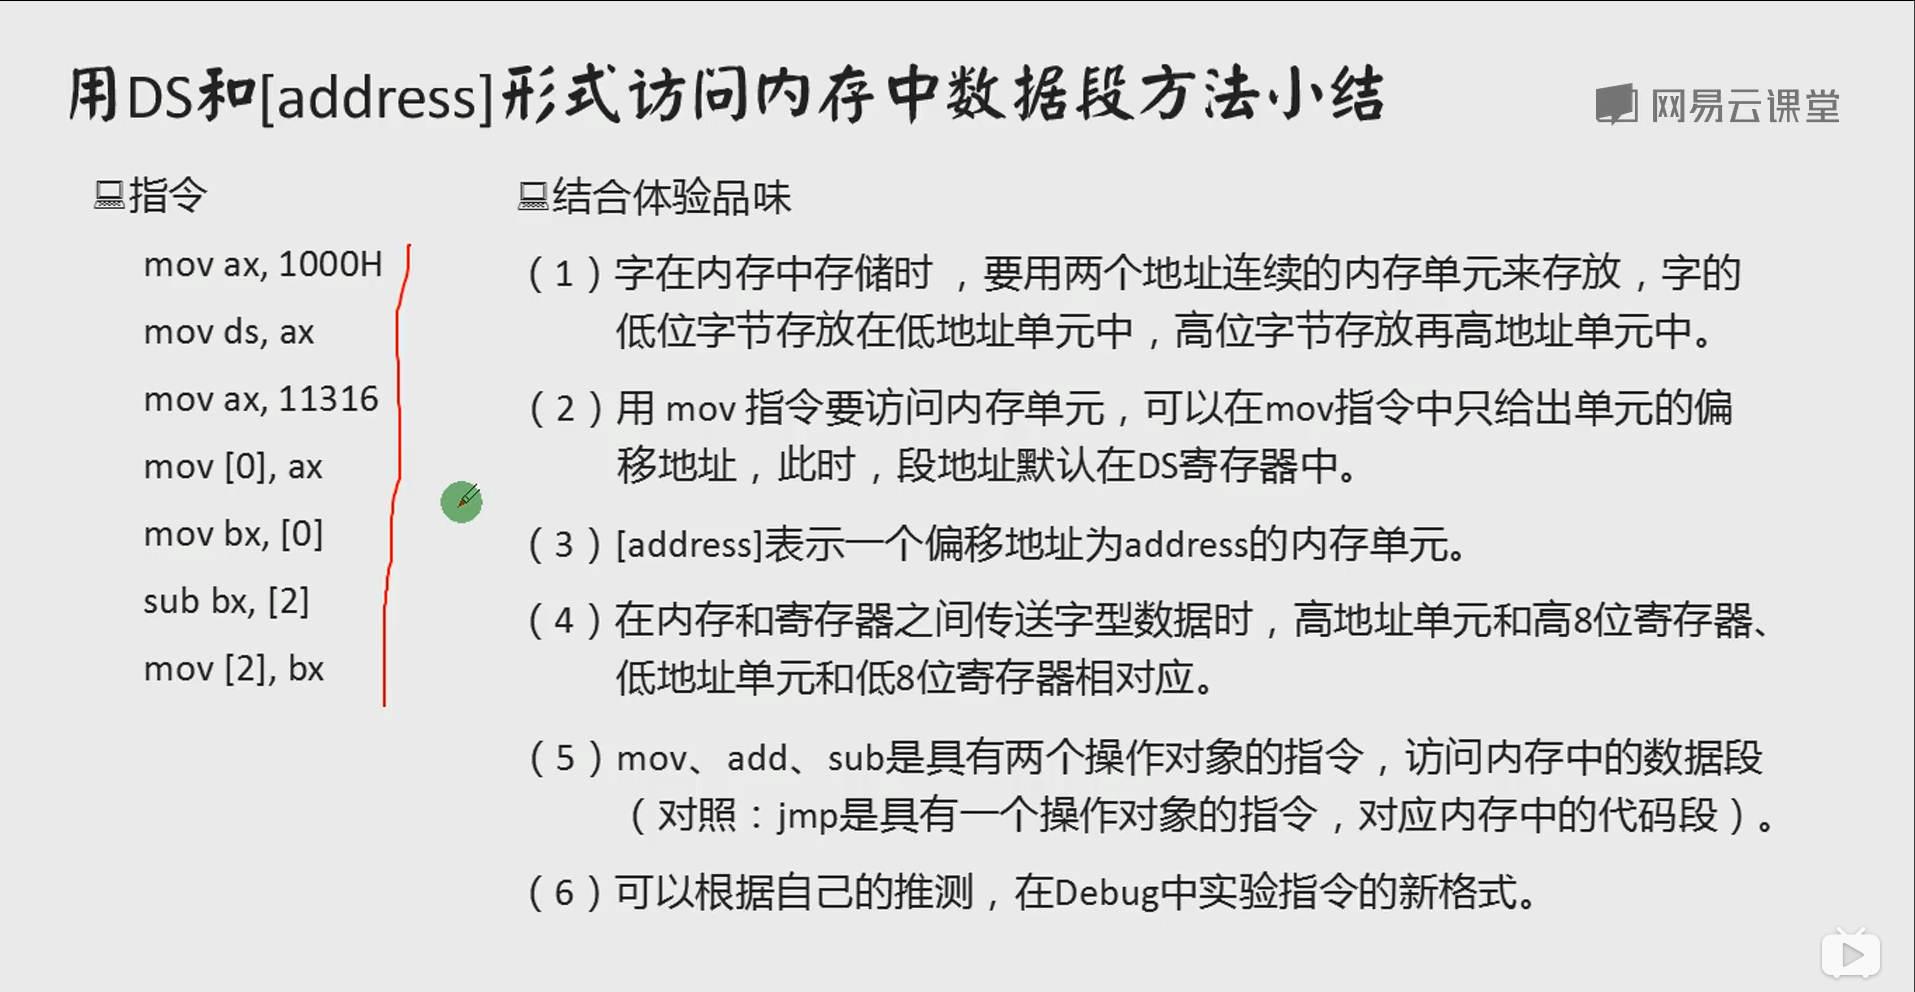 用DS和[address]形式访问内存中数据段方法小结
网易云课堂
指令
mov ax, 1000H
mov ds, ax
mov ax, 11316
mov [0], ax
mov bx, [0]
sub bx, [2]
mov [2], bx
结合体验品味
（1）字在内存中存储时，要用两个地址连续的内存单元来存放，字的
低位字节存放在低地址单元中，高位字节存放再高地址单元中。
（2）用 mov 指令要访问内存单元，可以在mov指令中只给出单元的偏
移地址，此时，段地址默认在DS寄存器中。
（3）[address]表示一个偏移地址为address的内存单元。
（4）在内存和寄存器之间传送字型数据时，高地址单元和高8位寄存器、
低地址单元和低8位寄存器相对应。
（5）mov、add、sub是具有两个操作对象的指令，访问内存中的数据段
（对照：jmp是具有一个操作对象的指令，对应内存中的代码段）。
（6）可以根据自己的推测，在Debug中实验指令的新格式。